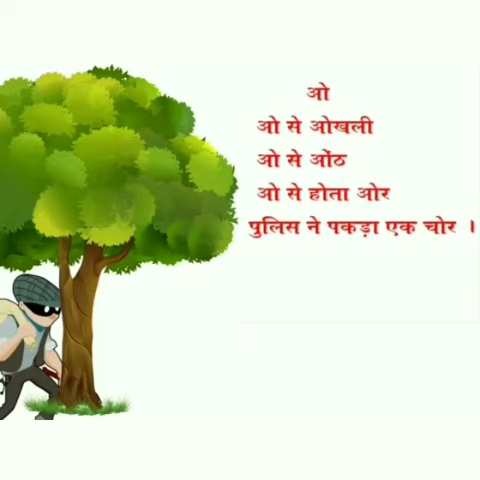 ओ
ओ से ओखली
ओ से ओंठ
ओ से होता ओर
पुलिस ने पकड़ा एक चोर ।